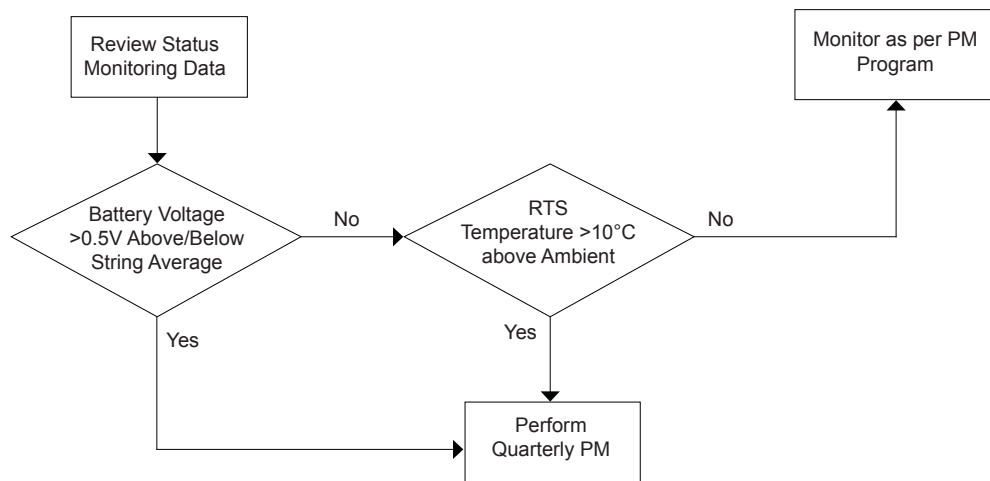 Review Status
Monitoring Data
Monitor as per PM
Program
Battery Voltage
>0.5V Above/Below
String Average
No
RTS
Temperature >10°C
above Ambient
No
Yes
Yes
Perform
Quarterly PM